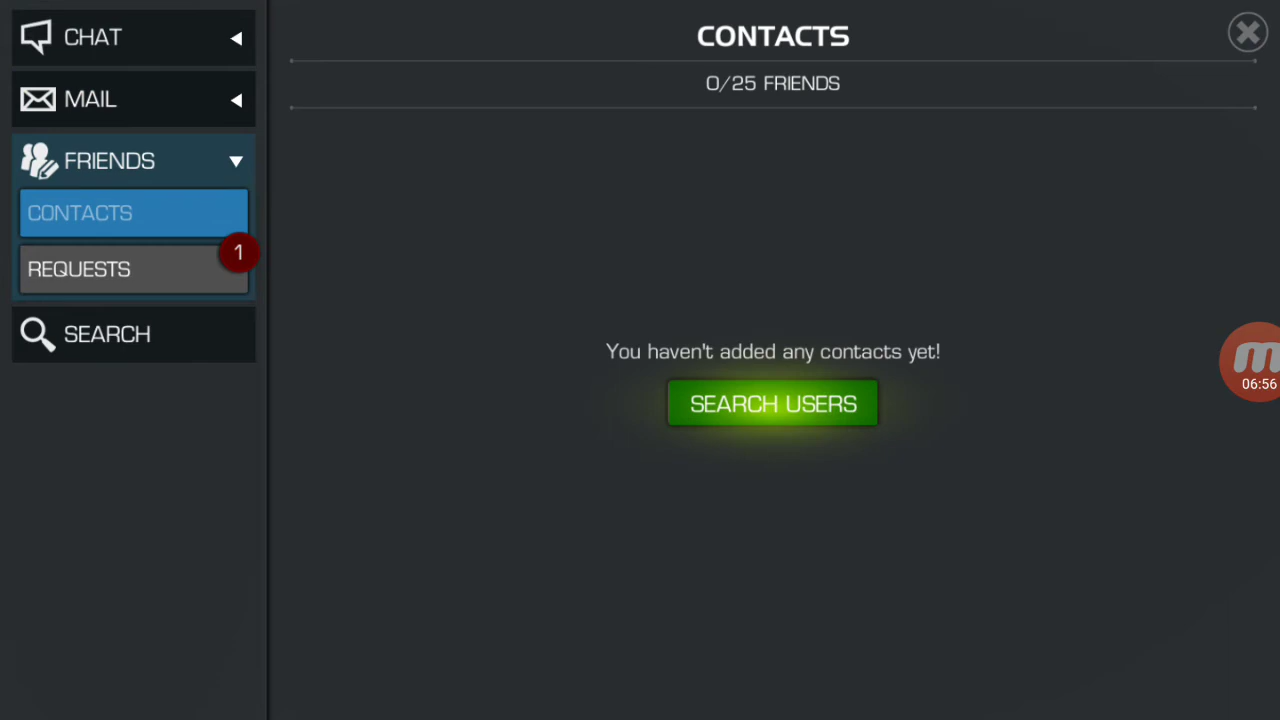 CHAT
MAIL
FRIENDS
CONTACTS
REQUESTS
1
SEARCH
CONTACTS
0/25 FRIENDS
You haven't added any contacts yet!
SEARCH USERS
m
06:56